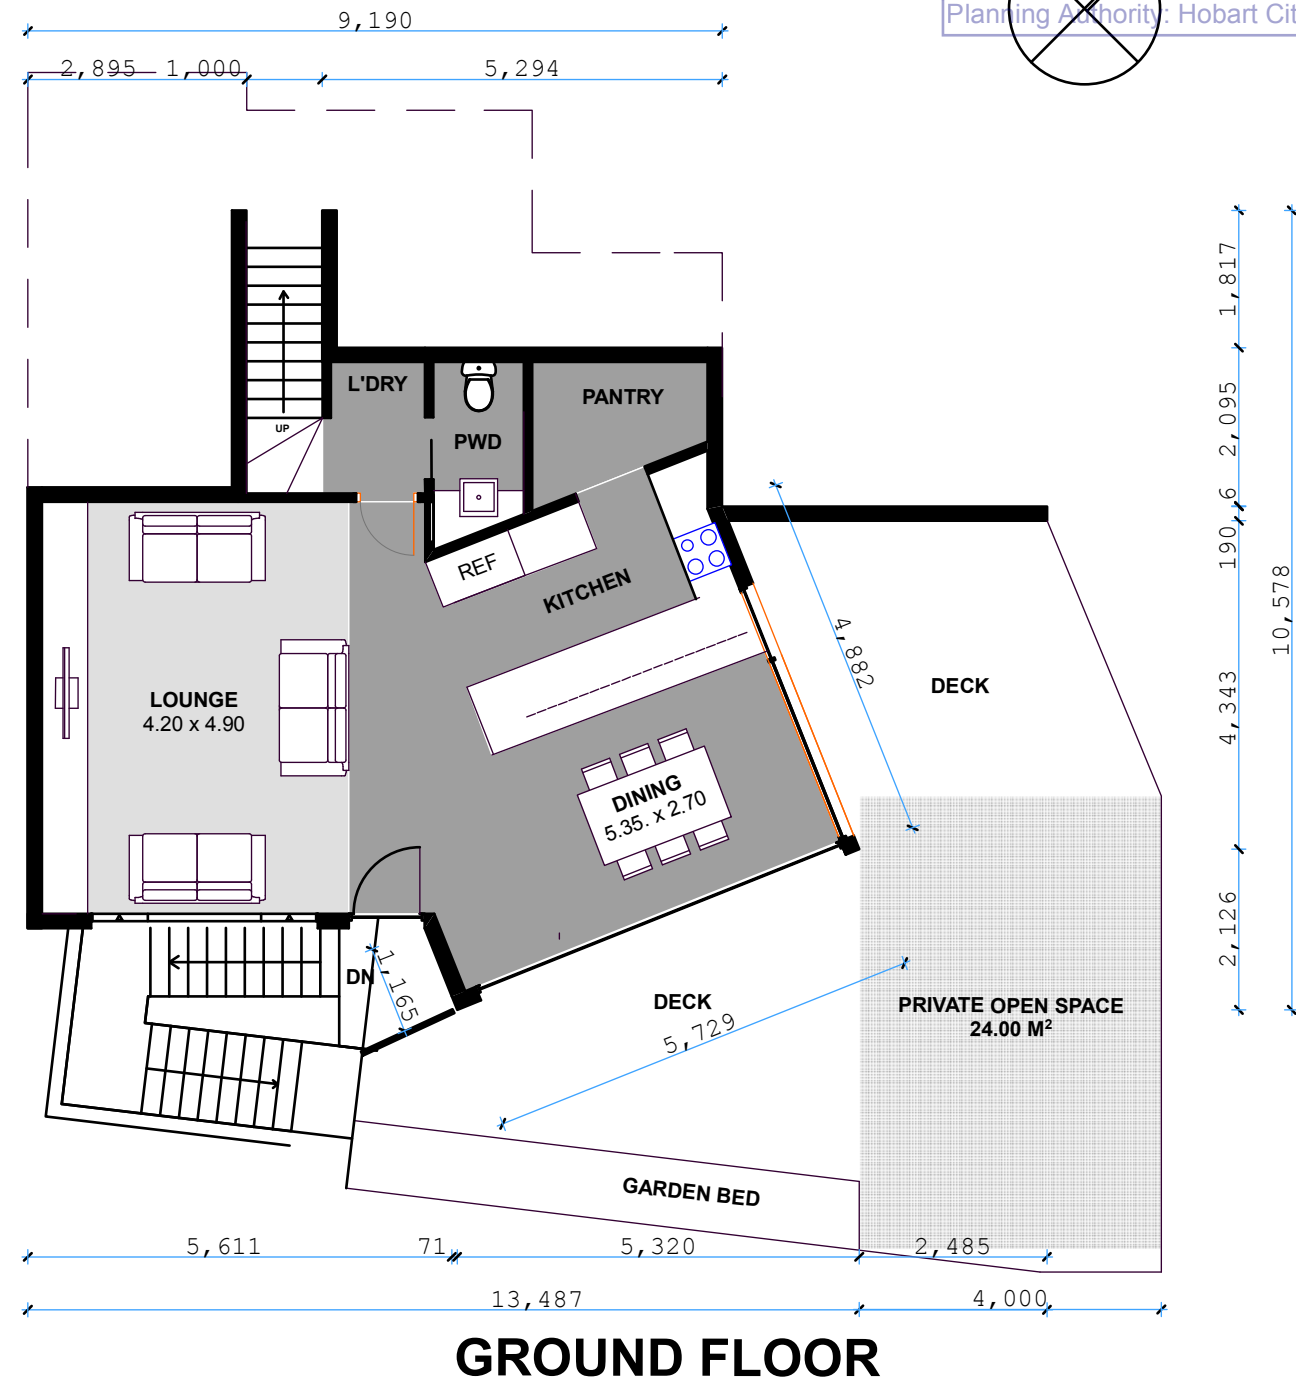 Planning Authority: Hobart Cit
9,190
2,895 1,000 5,294
1,817
2,095
6
190
4,343
2,126
10,578
L'DRY
PANTRY
PWD
UP
REF
KITCHEN
4,882
DECK
LOUNGE
4.20 x 4.90
DINING
5.35. x 2.70
DN
1,165
DECK
5,729
PRIVATE OPEN SPACE
24.00 M²
GARDEN BED
5,611 71 5,320 2,485
13,487 4,000
GROUND FLOOR